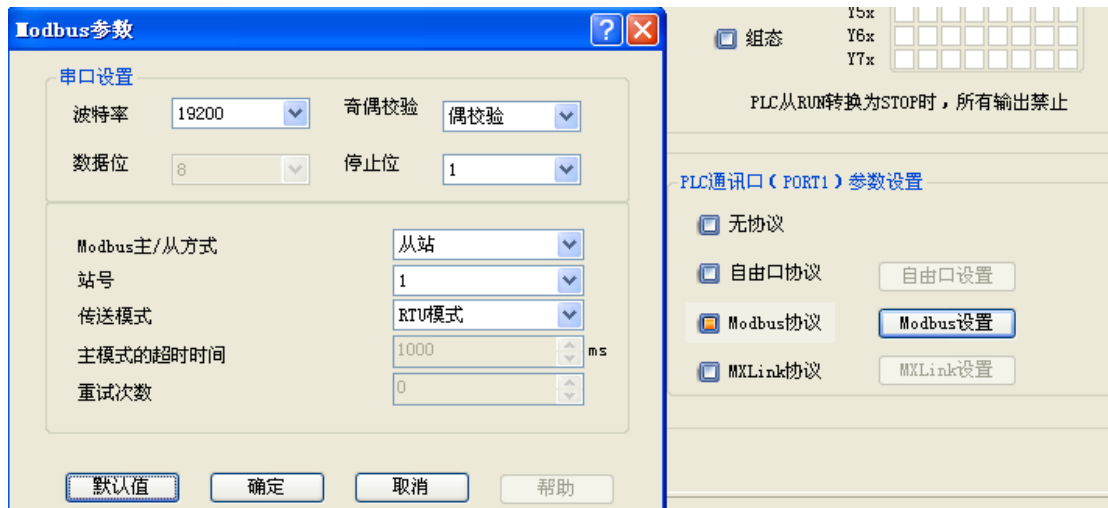 Modbus参数
串口设置
波特率 19200 奇偶校验 偶校验
数据位 8 停止位 1
Modbus主/从方式 从站
站号 1
传送模式 RTU模式
主模式的超时时间 1000 ms
重试次数 0
默认值 确定 取消 帮助
Y5x
组态 Y6x
Y7x
PLC从RUN转换为STOP时，所有输出禁止
PLC通讯口（PORT1）参数设置
无协议
自由口协议 自由口设置
Modbus协议 Modbus设置
MXLink协议 MXLink设置